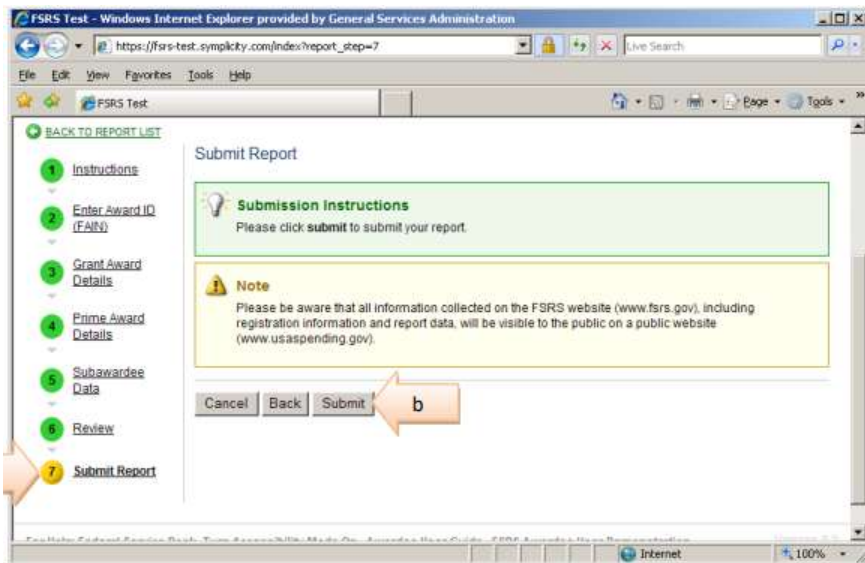 FSRS Test - Windows Internet Explorer provided by General Services Administration
https://fsrs-test.symplicity.com/index?report_step=7
Live Search
File Edit View Favorites Tools Help
FSRS Test
Page Tools »
BACK TO REPORT LIST
Submit Report
1 Instructions
2 Enter Award ID
(FAIN)
3 Grant Award
Details
4 Prime Award
Details
5 Subawardee
Data
6 Review
7 Submit Report
Submission Instructions
Please click submit to submit your report.
Note
Please be aware that all information collected on the FSRS website (www.fsrs.gov), including
registration information and report data, will be visible to the public on a public website
(www.usaspending.gov).
Cancel Back Submit b
Internet 100%